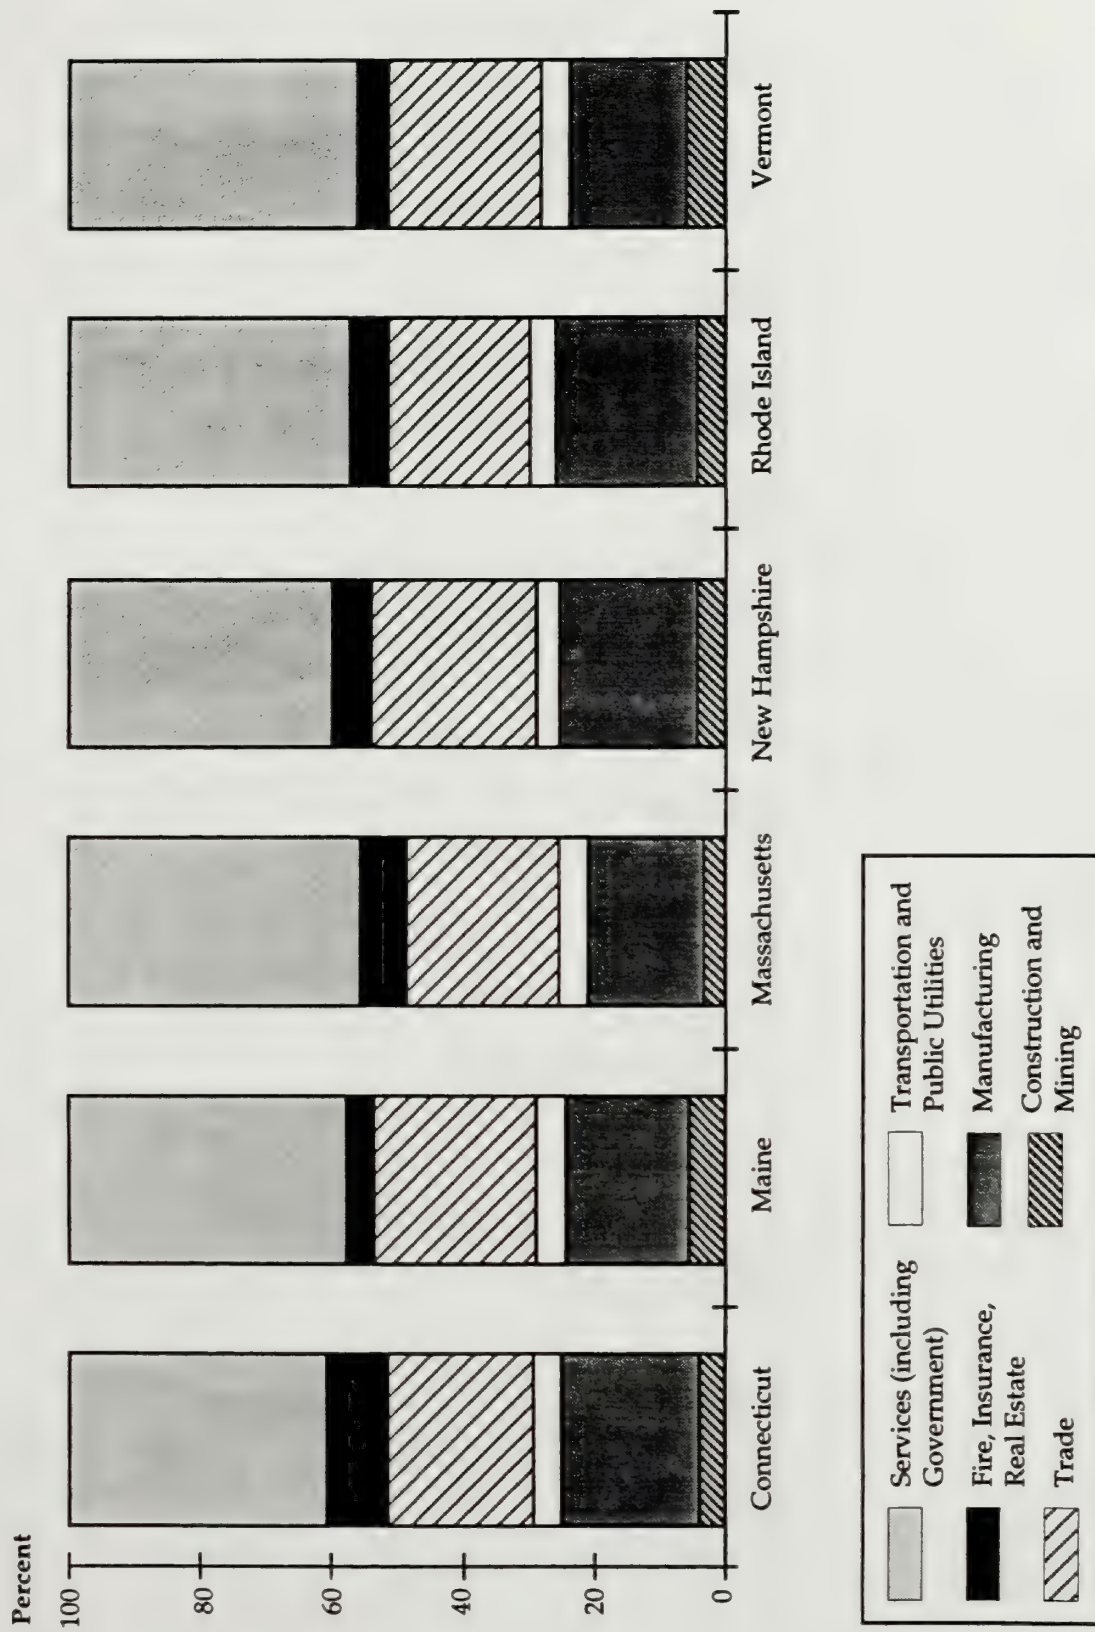 Percent
100
80
60
40
20
0
Connecticut
Maine
Massachusetts
New Hampshire
Rhode Island
Vermont
Services (including
Government)
Fire, Insurance,
Real Estate
Trade
Transportation and
Public Utilities
Manufacturing
Construction and
Mining